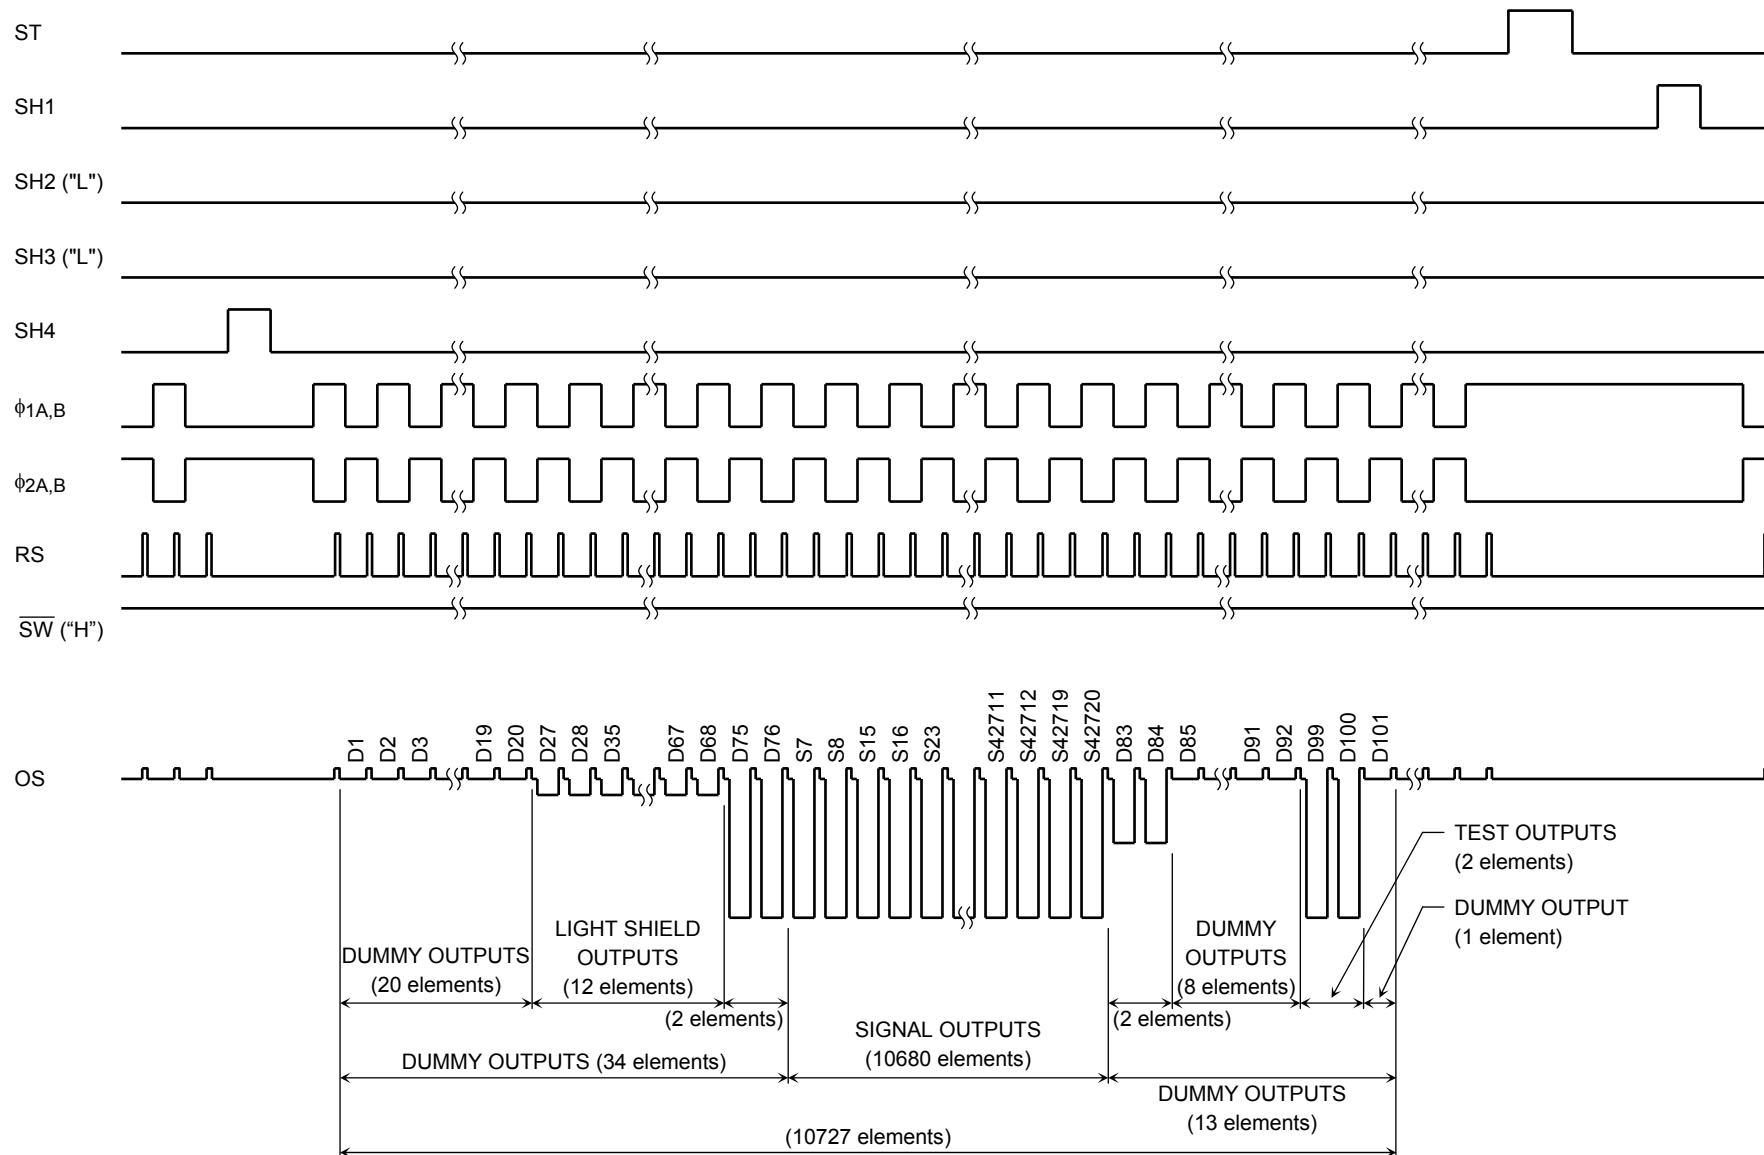 ST
SH1
SH2 ("L")
SH3 ("L")
SH4
ϕ1A,B
ϕ2A,B
RS
S̅W̅ (“H”)
OS
D1
D2
D3
D19
D20
D27
D28
D35
D67
D68
D75
D76
S7
S8
S15
S16
S23
S42711
S42712
S42719
S42720
D83
D84
D85
D91
D92
D99
D100
D101
TEST OUTPUTS
(2 elements)
DUMMY OUTPUT
(1 element)
DUMMY OUTPUTS
(20 elements)
LIGHT SHIELD
OUTPUTS
(12 elements)
(2 elements)
SIGNAL OUTPUTS
(10680 elements)
(2 elements)
DUMMY
OUTPUTS
(8 elements)
DUMMY OUTPUTS (34 elements)
DUMMY OUTPUTS
(13 elements)
(10727 elements)